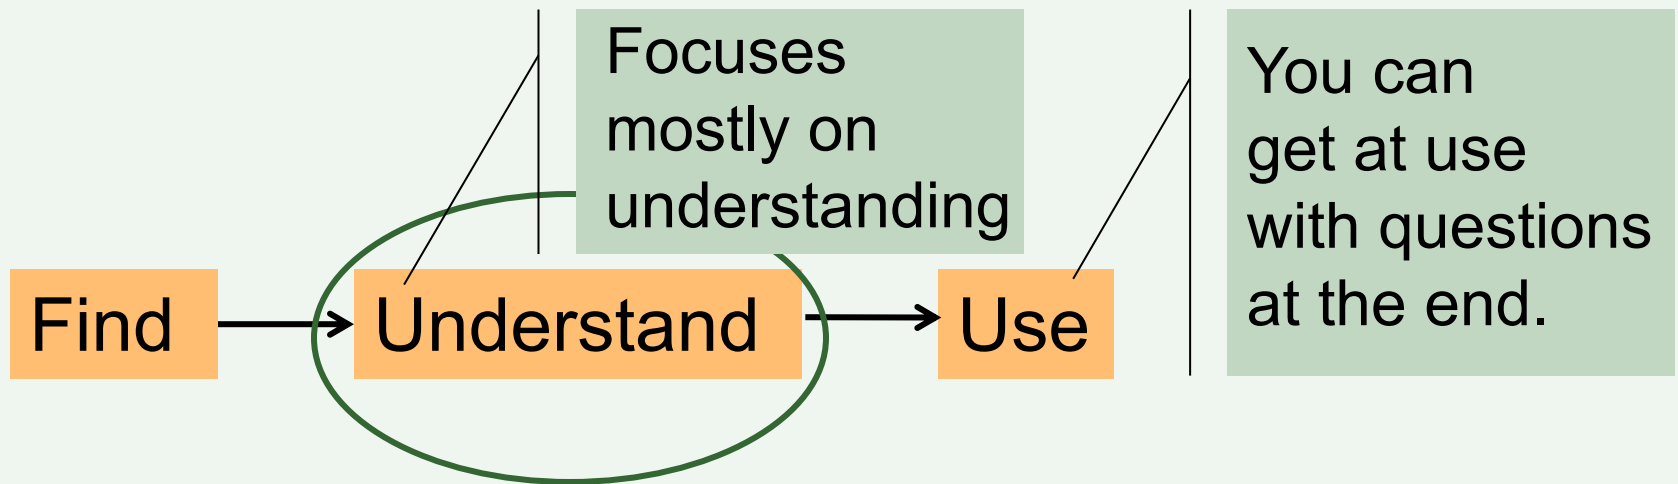 Focuses
mostly on
understanding
You can
get at use
with questions
at the end.
Find
Understand
Use